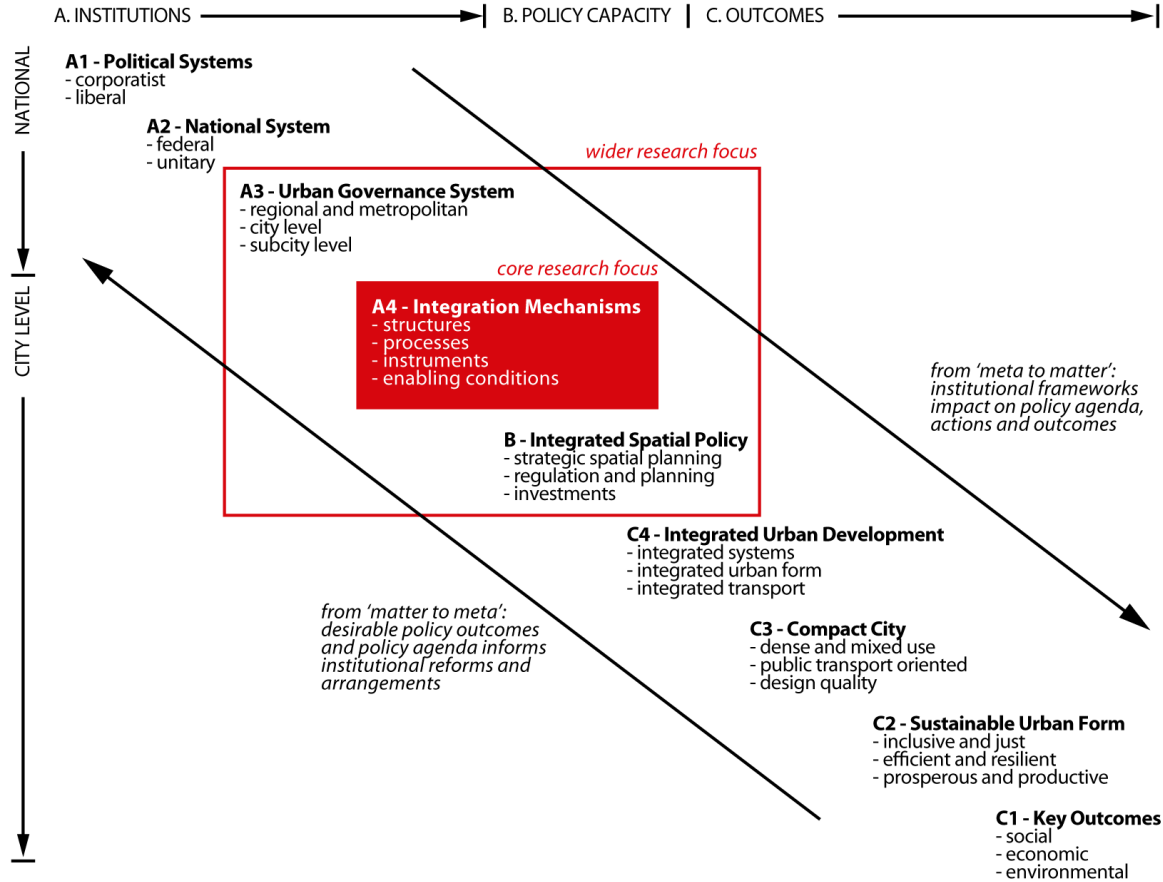 A. INSTITUTIONS
B. POLICY CAPACITY
C. OUTCOMES
NATIONAL
CITY LEVEL
A1 - Political Systems
- corporatist
- liberal
A2 - National System
- federal
- unitary
wider research focus
A3 - Urban Governance System
- regional and metropolitan
- city level
- subcity level
core research focus
A4 - Integration Mechanisms
- structures
- processes
- instruments
- enabling conditions
from ‘meta to matter’:
institutional frameworks
impact on policy agenda,
actions and outcomes
B - Integrated Spatial Policy
- strategic spatial planning
- regulation and planning
- investments
C4 - Integrated Urban Development
- integrated systems
- integrated urban form
- integrated transport
from ‘matter to meta’:
desirable policy outcomes
and policy agenda informs
institutional reforms and
arrangements
C3 - Compact City
- dense and mixed use
- public transport oriented
- design quality
C2 - Sustainable Urban Form
- inclusive and just
- efficient and resilient
- prosperous and productive
C1 - Key Outcomes
- social
- economic
- environmental